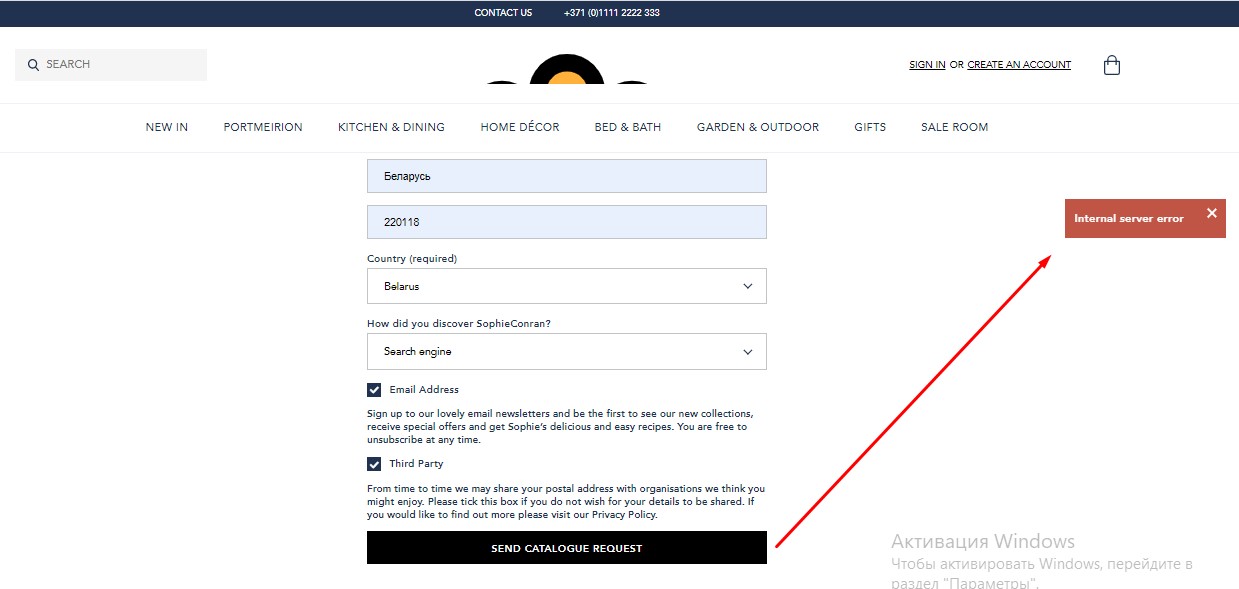 CONTACT US +371 (0)1111 2222 333
SEARCH
SIGN IN OR CREATE AN ACCOUNT
NEW IN PORTMEIRION KITCHEN & DINING HOME DÉCOR BED & BATH GARDEN & OUTDOOR GIFTS SALE ROOM
Беларусь
Internal server error
220118
Country (required)
Belarus
How did you discover SophieConran?
Search engine
Email Address
Sign up to our lovely email newsletters and be the first to see our new collections,
receive special offers and get Sophie's delicious and easy recipes. You are free to
unsubscribe at any time.
Third Party
From time to time we may share your postal address with organisations we think you
might enjoy. Please tick this box if you do not wish for your details to be shared. If
you would like to find out more please visit our Privacy Policy.
SEND CATALOGUE REQUEST
Активация Windows
Чтобы активировать Windows, перейдите в
раздел "Параметры".